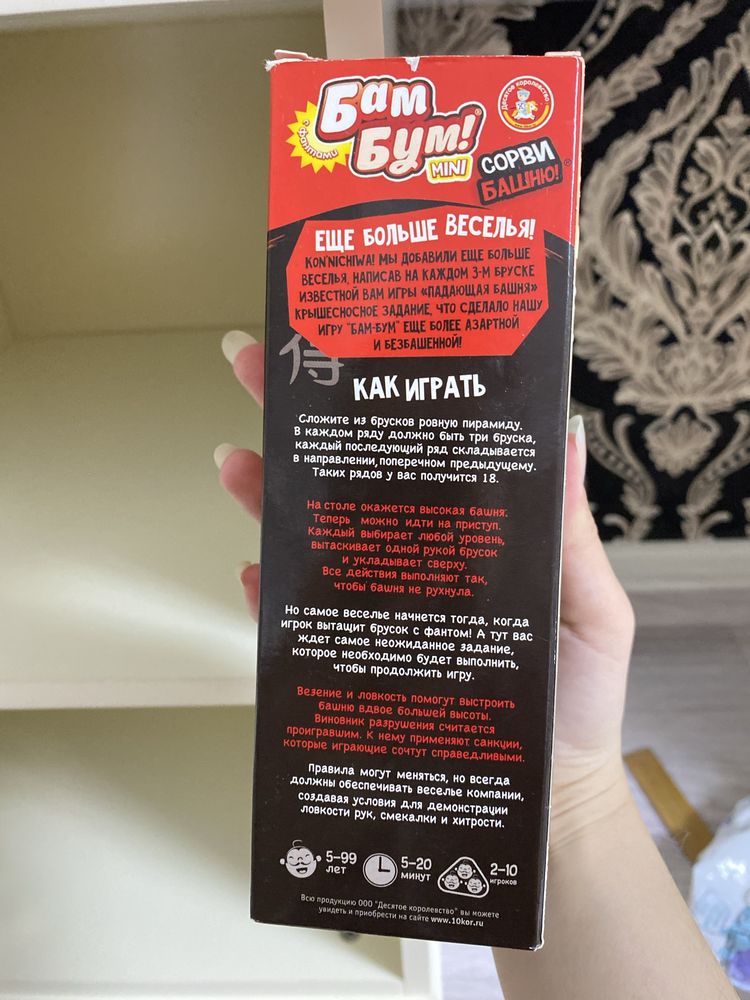 Бам
Бум!®
с фантами
MINI
Десятое королевство
СОРВИ
БАШНЮ!®
ЕЩЕ БОЛЬШЕ ВЕСЕЛЬЯ!
KON'NICHIWA! МЫ ДОБАВИЛИ ЕЩЕ БОЛЬШЕ
ВЕСЕЛЬЯ, НАПИСАВ НА КАЖДОМ 3-М БРУСКЕ
ИЗВЕСТНОЙ ВАМ ИГРЫ «ПАДАЮЩАЯ БАШНЯ»
КРЫШЕСНОСНОЕ ЗАДАНИЕ, ЧТО СДЕЛАЛО НАШУ
ИГРУ "БАМ-БУМ" ЕЩЕ БОЛЕЕ АЗАРТНОЙ
И БЕЗБАШЕННОЙ!
侍
КАК ИГРАТЬ
Сложите из брусков ровную пирамиду.
В каждом ряду должно быть три бруска,
каждый последующий ряд складывается
в направлении, поперечном предыдущему.
Таких рядов у вас получится 18.
На столе окажется высокая башня.
Теперь можно идти на приступ.
Каждый выбирает любой уровень,
вытаскивает одной рукой брусок
и укладывает сверху.
Все действия выполняют так,
чтобы башня не рухнула.
Но самое веселье начнется тогда, когда
игрок вытащит брусок с фантом! А тут вас
ждет самое неожиданное задание,
которое необходимо будет выполнить,
чтобы продолжить игру.
Везение и ловкость помогут выстроить
башню вдвое большей высоты.
Виновник разрушения считается
проигравшим. К нему применяют санкции,
которые играющие сочтут справедливыми.
Правила могут меняться, но всегда
должны обеспечивать веселье компании,
создавая условия для демонстрации
ловкости рук, смекалки и хитрости.
5-99
лет
5-20
минут
2-10
игроков
Всю продукцию ООО "Десятое королевство" вы можете
увидеть и приобрести на сайте www.10kor.ru